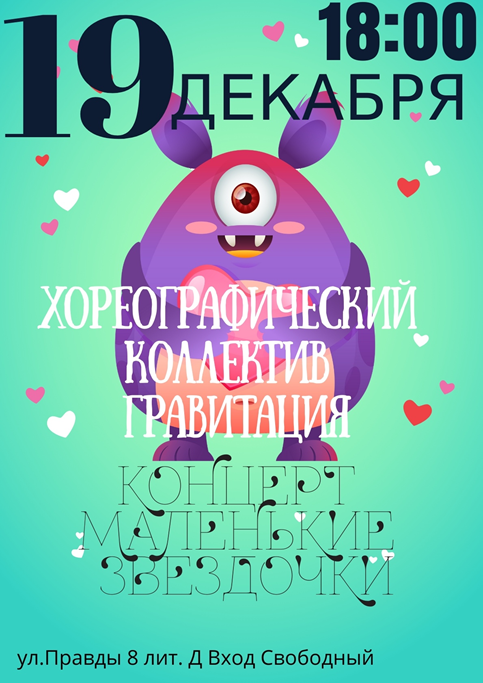 19
18:00
ДЕКАБРЯ
ХОРЕОГРАФИЧЕСКИЙ
КОЛЛЕКТИВ
ГРАВИТАЦИЯ
КОНЦЕРТ
МАЛЕНЬКИЕ
ЗВЕЗДОЧКИ
ул.Правды 8 лит. Д Вход Свободный